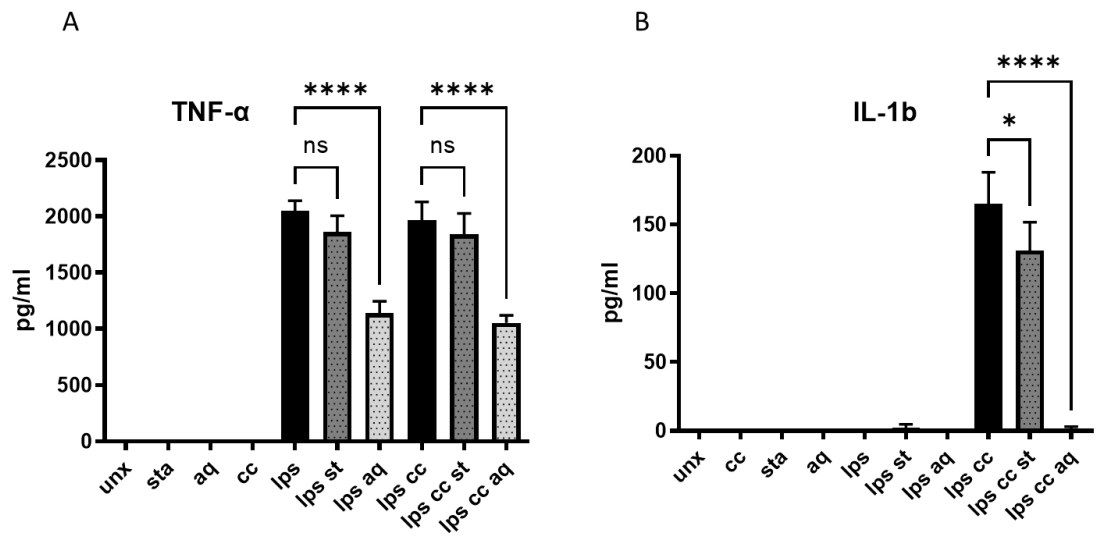 A
TNF-α
****
****
ns
ns
2500
2000
1500
1000
500
0
pg/ml
unx
sta
aq
cc
lps
lps st
lps aq
lps cc
lps cc st
lps cc aq
B
IL-1b
****
*
200
150
100
50
0
pg/ml
unx
cc
sta
aq
lps
lps st
lps aq
lps cc
lps cc st
lps cc aq